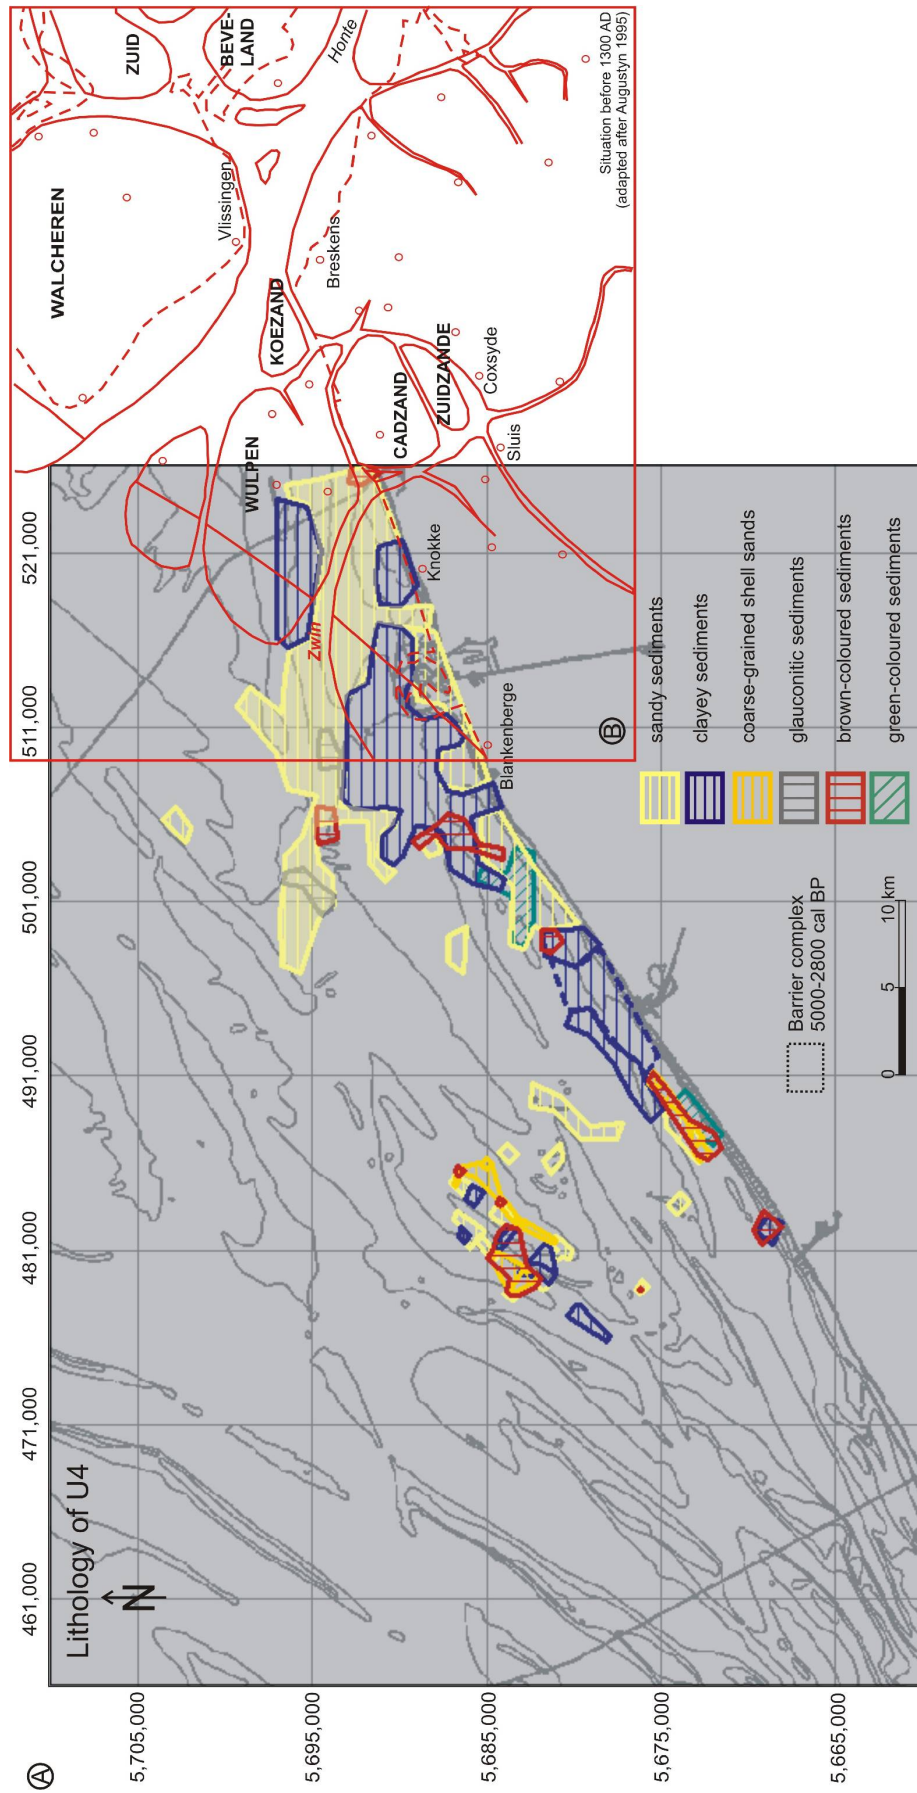 A
Lithology of U4
N
461,000
471,000
481,000
491,000
501,000
511,000
521,000
5,705,000
5,695,000
5,685,000
5,675,000
5,665,000
WALCHEREN
ZUID
BEVE-
LAND
Honte
Vlissingen
KOEZAND
Breskens
WULPEN
CADZAND
ZUIDZANDE
Coxsyde
Sluis
Zwin
Knokke
Blankenberge
Situation before 1300 AD
(adapted after Augustyn 1995)
B
Barrier complex
5000-2800 cal BP
0 5 10 km
sandy sediments
clayey sediments
coarse-grained shell sands
glauconitic sediments
brown-coloured sediments
green-coloured sediments